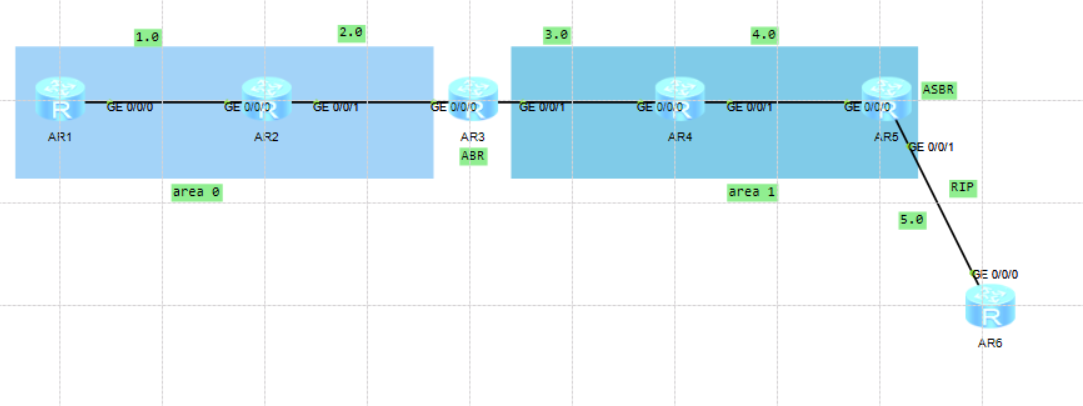 1.0
2.0
3.0
4.0
GE 0/0/0
GE 0/0/0
GE 0/0/1
GE 0/0/0
GE 0/0/1
GE 0/0/0
GE 0/0/1
GE 0/0/0
ASBR
R
R
R
R
R
AR1
AR2
AR3
AR4
AR5
ABR
GE 0/0/1
area 0
area 1
RIP
5.0
GE 0/0/0
R
AR6